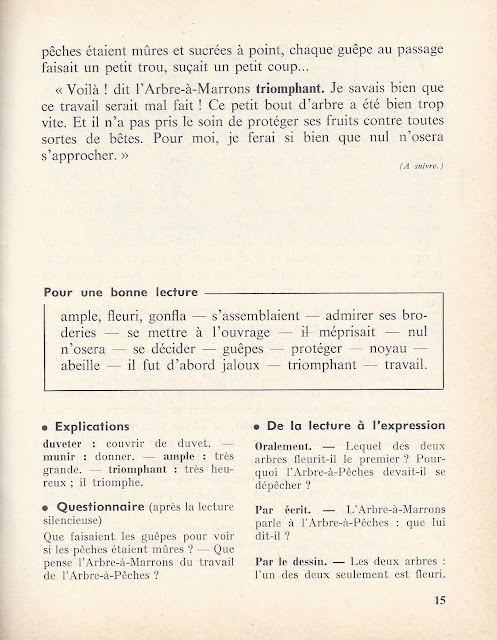 pêches étaient mûres et sucrées à point, chaque guêpe au passage
faisait un petit trou, suçait un petit coup...
« Voilà ! dit l'Arbre-à-Marrons triomphant. Je savais bien que
ce travail serait mal fait ! Ce petit bout d'arbre a été bien trop
vite. Et il n'a pas pris le soin de protéger ses fruits contre toutes
sortes de bêtes. Pour moi, je ferai si bien que nul n'osera
s'approcher. »
(A suivre.)
Pour une bonne lecture
ample, fleuri, gonfla — s'assemblaient — admirer ses bro-
deries — se mettre à l'ouvrage — il méprisait — nul
n'osera — se décider — guêpes — protéger — noyau —
abeille — il fut d'abord jaloux — triomphant — travail.
• Explications
duveter : couvrir de duvet. —
munir : donner. — ample : très
grande. — triomphant : très heu-
reux ; il triomphe.
• Questionnaire (après la lecture
silencieuse)
Que faisaient les guêpes pour voir
si les pêches étaient mûres ? — Que
pense l'Arbre-à-Marrons du travail
de l'Arbre-à-Pêches ?
• De la lecture à l'expression
Oralement. — Lequel des deux
arbres fleurit-il le premier ? Pour-
quoi l'Arbre-à-Pêches devait-il se
dépêcher ?
Par écrit. — L'Arbre-à-Marrons
parle à l'Arbre-à-Pêches : que lui
dit-il ?
Par le dessin. — Les deux arbres :
l'un des deux seulement est fleuri.
15